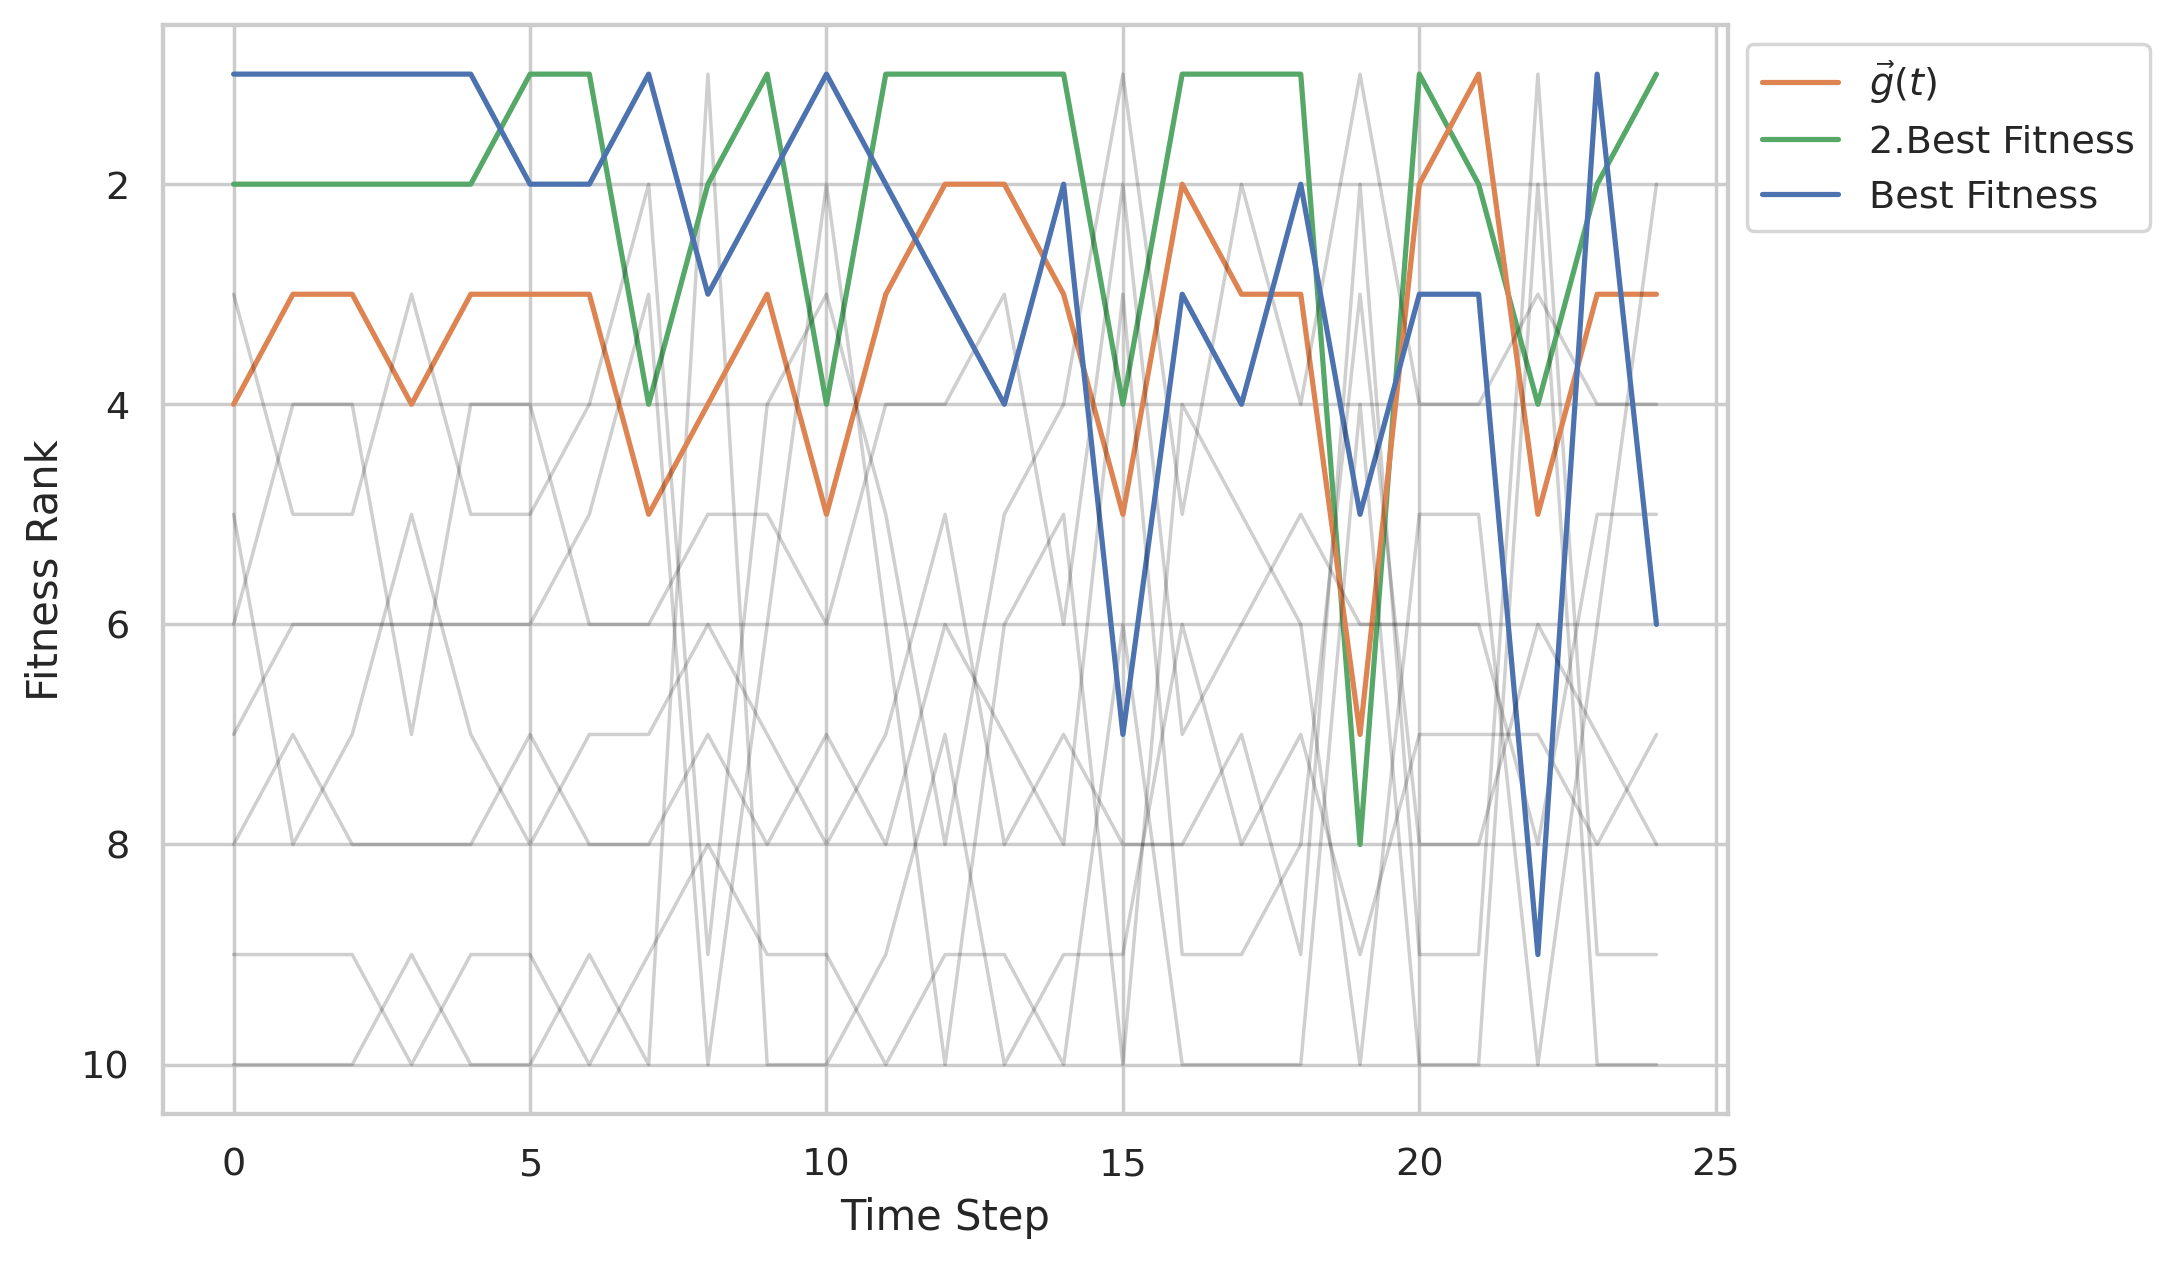 Fitness Rank
2
4
6
8
10
0 5 10 15 20 25
Time Step
g⃗(t)
2.Best Fitness
Best Fitness